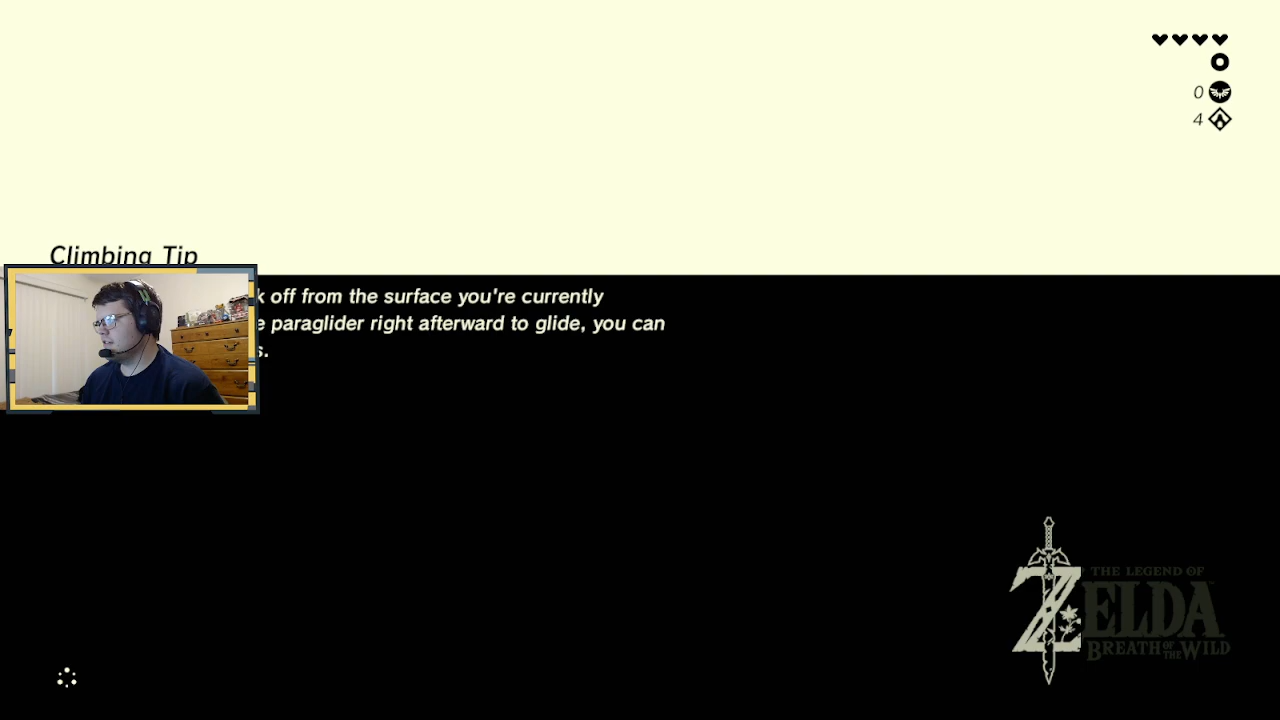 0
4
Climbing Tip
off from the surface you're currently
paraglider right afterward to glide, you can
THE LEGEND OF
ZELDA
BREATH OF THE WILD